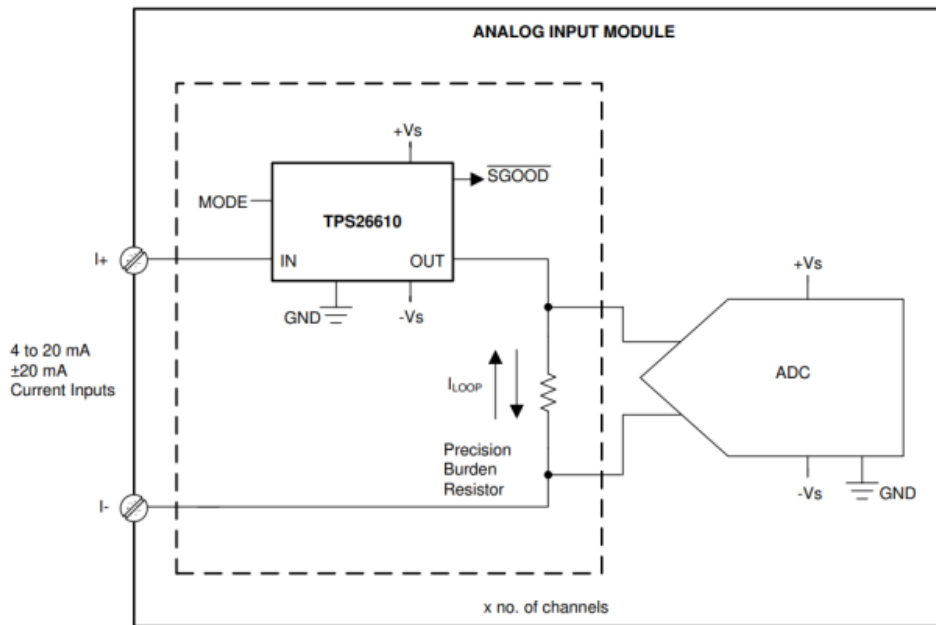 ANALOG INPUT MODULE
+Vs
SGOOD
MODE
TPS26610
I+
IN
OUT
+Vs
GND
-Vs
4 to 20 mA
±20 mA
Current Inputs
ILOOP
ADC
Precision
Burden
Resistor
-Vs
GND
I-
x no. of channels